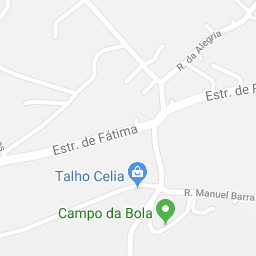 R. da Alegria
Estr. de F
Estr. de Fátima
Talho Celia
R. Manuel Barra
Campo da Bola